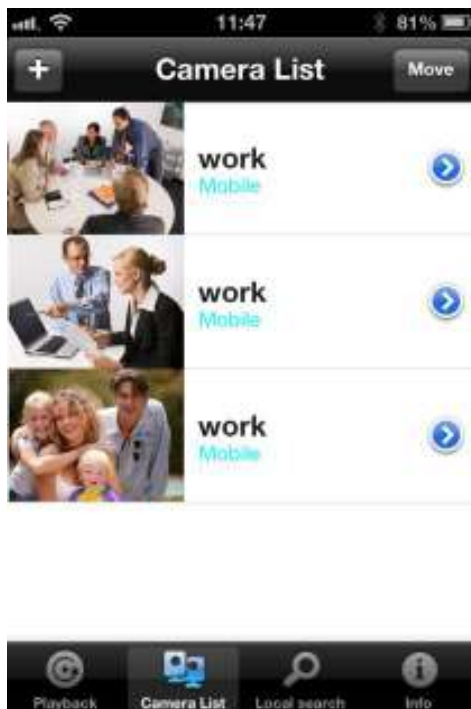 11:47
81%
+
Camera List
Move
work
Mobile
work
Mobile
work
Mobile
Playback
Camera List
Local search
Info